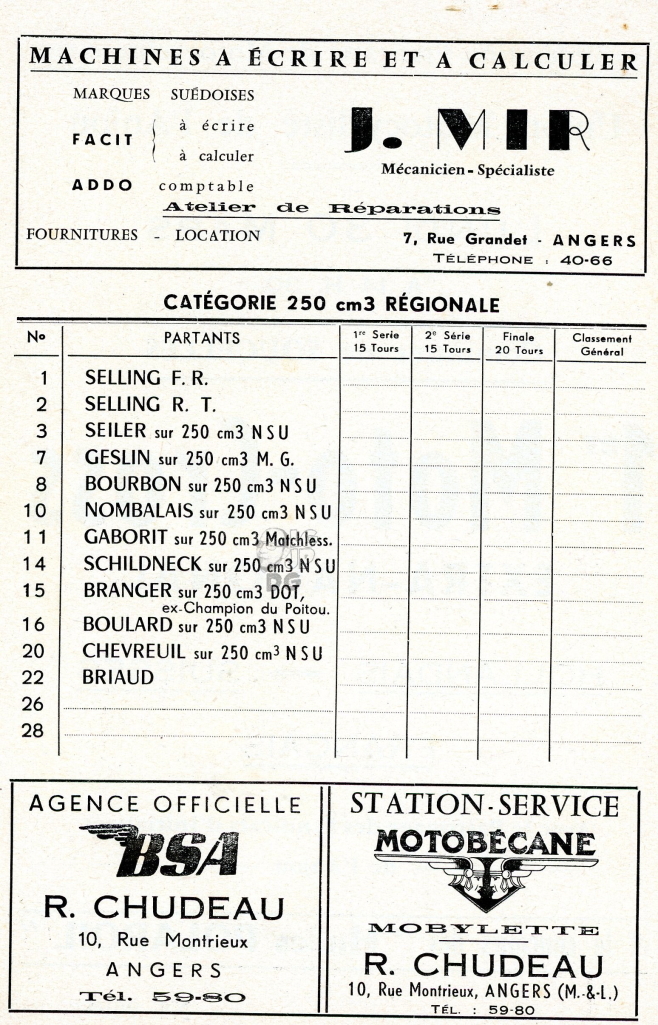 MACHINES A ÉCRIRE ET A CALCULER
MARQUES SUÉDOISES
FACIT
à écrire
à calculer
ADDO comptable
J. MIR
Mécanicien - Spécialiste
Atelier de Réparations
FOURNITURES - LOCATION
7, Rue Grandet - ANGERS
TÉLÉPHONE : 40-66
CATÉGORIE 250 cm3 RÉGIONALE
No PARTANTS 1re Serie 15 Tours 2e Série 15 Tours Finale 20 Tours Classement Général
1 SELLING F. R.
2 SELLING R. T.
3 SEILER sur 250 cm3 NSU
7 GESLIN sur 250 cm3 M. G.
8 BOURBON sur 250 cm3 NSU
10 NOMBALAIS sur 250 cm3 NSU
11 GABORIT sur 250 cm3 Matchless.
14 SCHILDNECK sur 250 cm3 NSU
15 BRANGER sur 250 cm3 DOT,
ex-Champion du Poitou.
16 BOULARD sur 250 cm3 NSU
20 CHEVREUIL sur 250 cm³ NSU
22 BRIAUD
26
28
AGENCE OFFICIELLE
BSA
R. CHUDEAU
10, Rue Montrieux
ANGERS
Tél. 59-80
STATION-SERVICE
MOTOBÉCANE
MOBYLETTE
R. CHUDEAU
10, Rue Montrieux, ANGERS (M.-&-L.)
TÉL. : 59-80